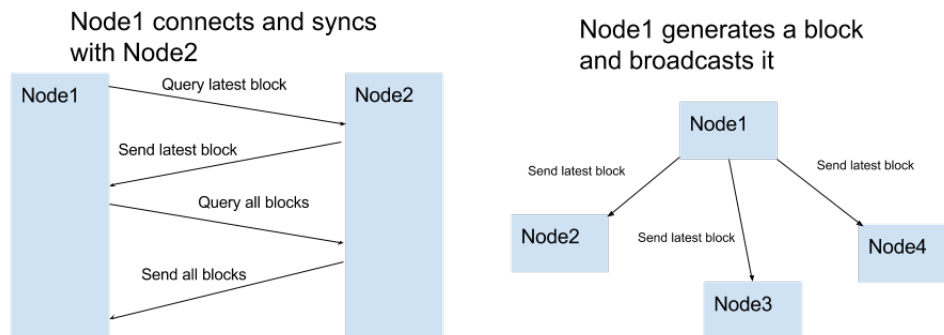 Node1 connects and syncs
with Node2
Node1
Node2
Query latest block
Send latest block
Query all blocks
Send all blocks
Node1 generates a block
and broadcasts it
Node1
Send latest block
Send latest block
Send latest block
Node2
Node4
Node3